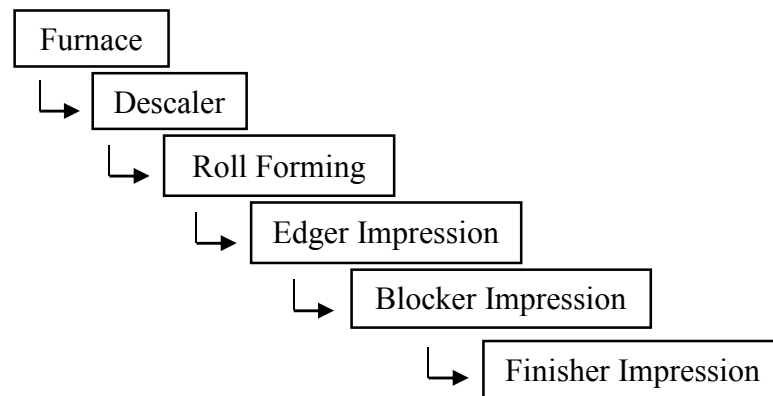 Furnace
Descaler
Roll Forming
Edger Impression
Blocker Impression
Finisher Impression